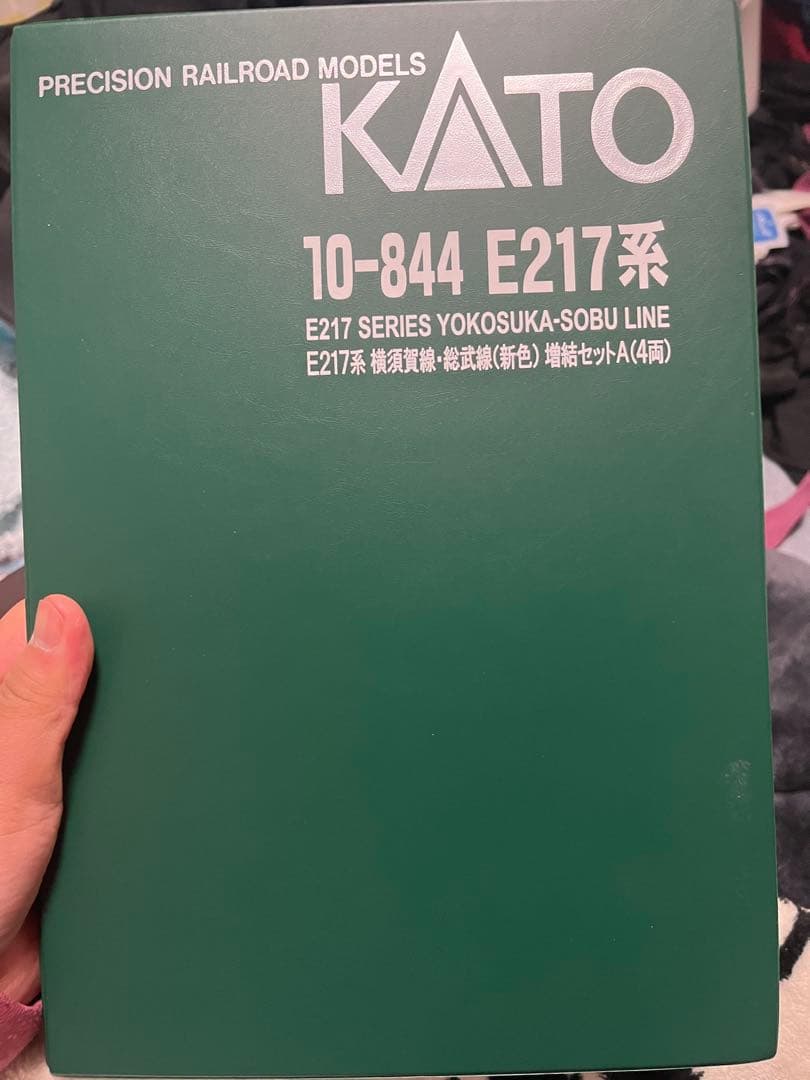 PRECISION RAILROAD MODELS
KATO
10-844 E217系
E217 SERIES YOKOSUKA-SOBU LINE
E217系 横須賀線・総武線(新色) 増結セットA(4両)